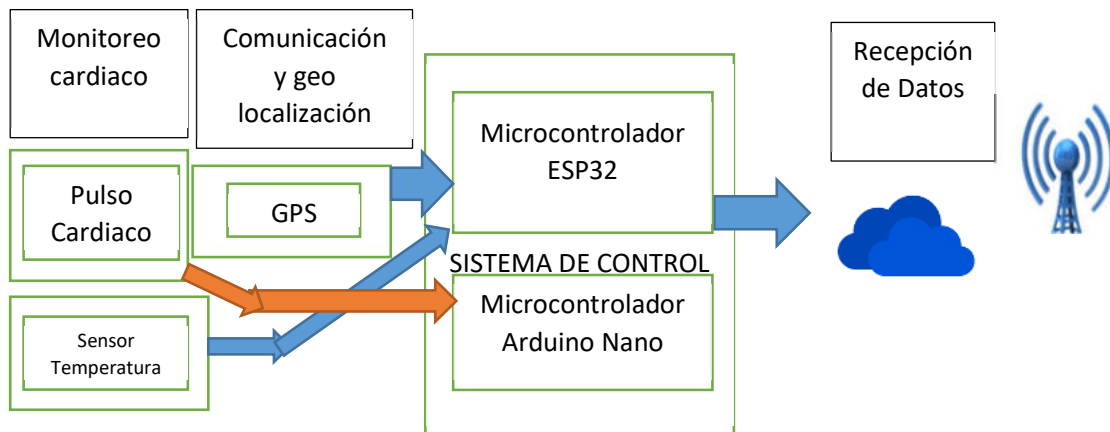 Monitoreo
cardiaco
Comunicación
y geo
localización
Recepción
de Datos
Pulso
Cardiaco
GPS
Microcontrolador
ESP32
SISTEMA DE CONTROL
Sensor
Temperatura
Microcontrolador
Arduino Nano